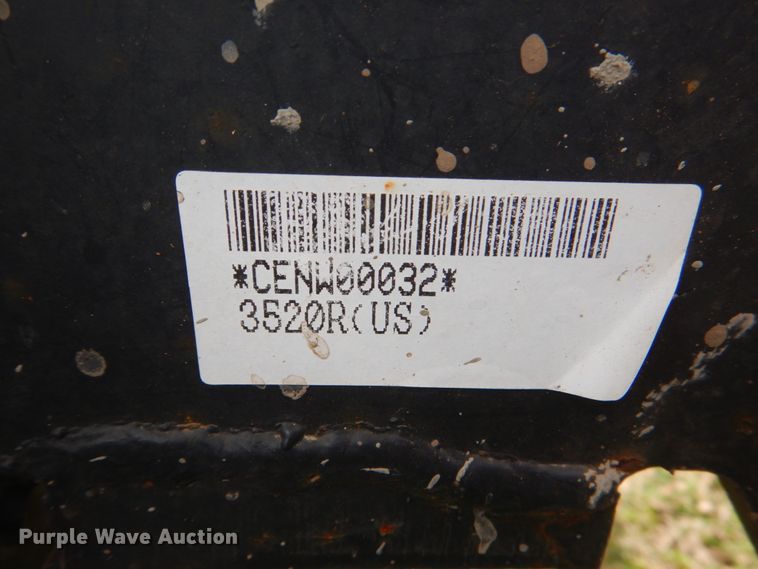 *CENW00032*
3520R(US)
Purple Wave Auction